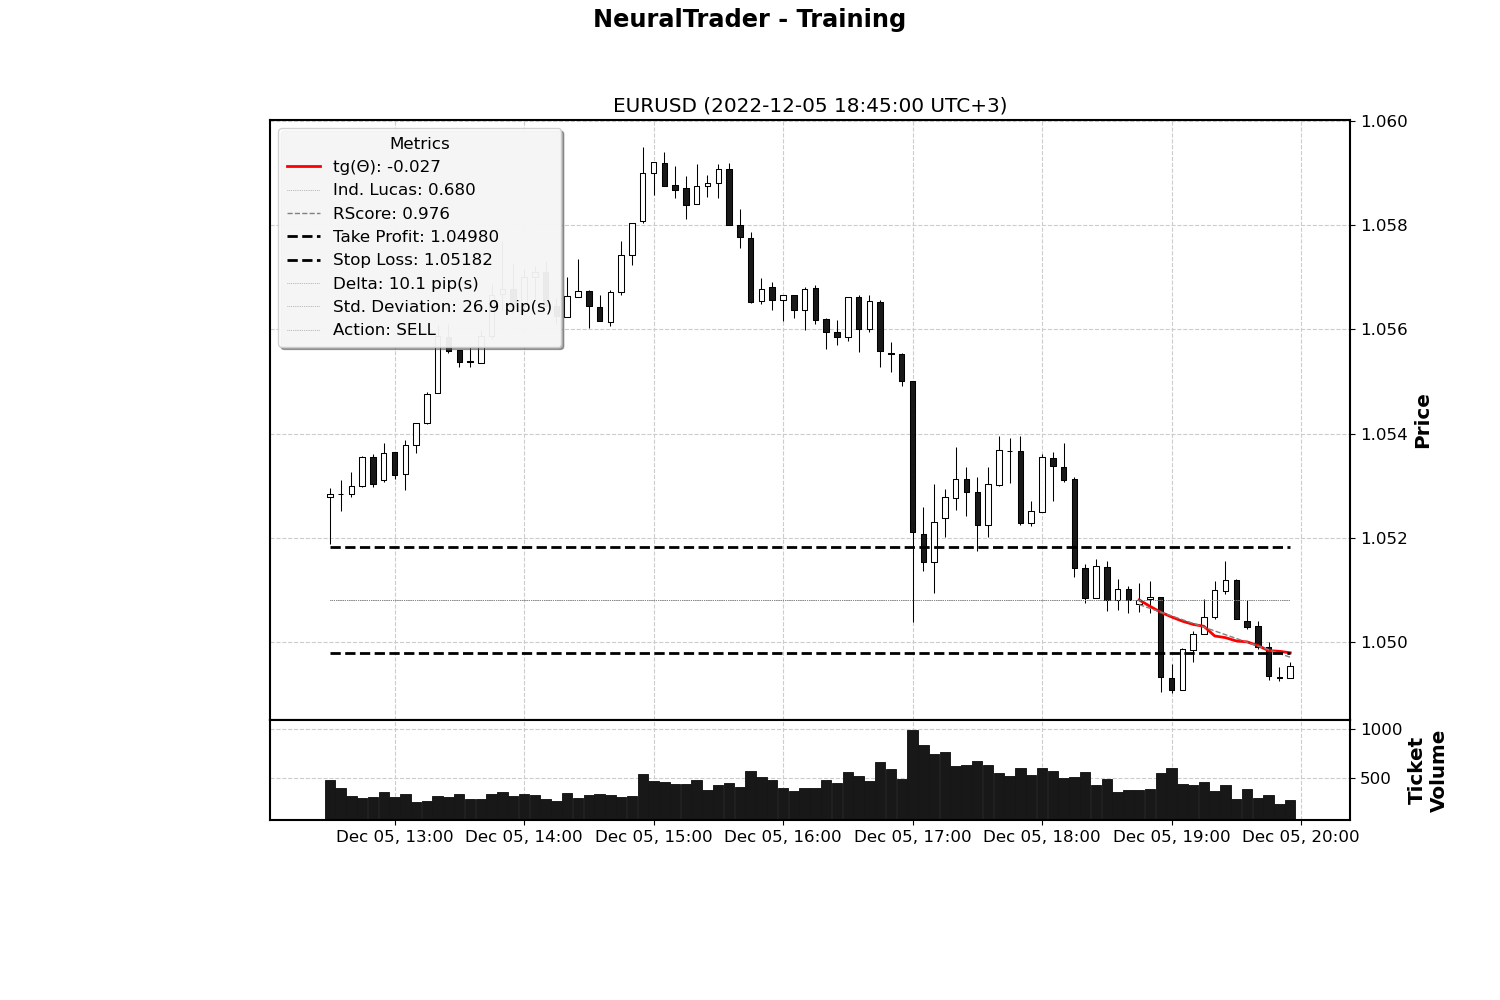 NeuralTrader - Training
EURUSD (2022-12-05 18:45:00 UTC+3)
Metrics
tg(Θ): -0.027
Ind. Lucas: 0.680
RScore: 0.976
Take Profit: 1.04980
Stop Loss: 1.05182
Delta: 10.1 pip(s)
Std. Deviation: 26.9 pip(s)
Action: SELL
1.060
1.058
1.056
1.054
1.052
1.050
Price
1000
500
Ticket
Volume
Dec 05, 13:00
Dec 05, 14:00
Dec 05, 15:00
Dec 05, 16:00
Dec 05, 17:00
Dec 05, 18:00
Dec 05, 19:00
Dec 05, 20:00